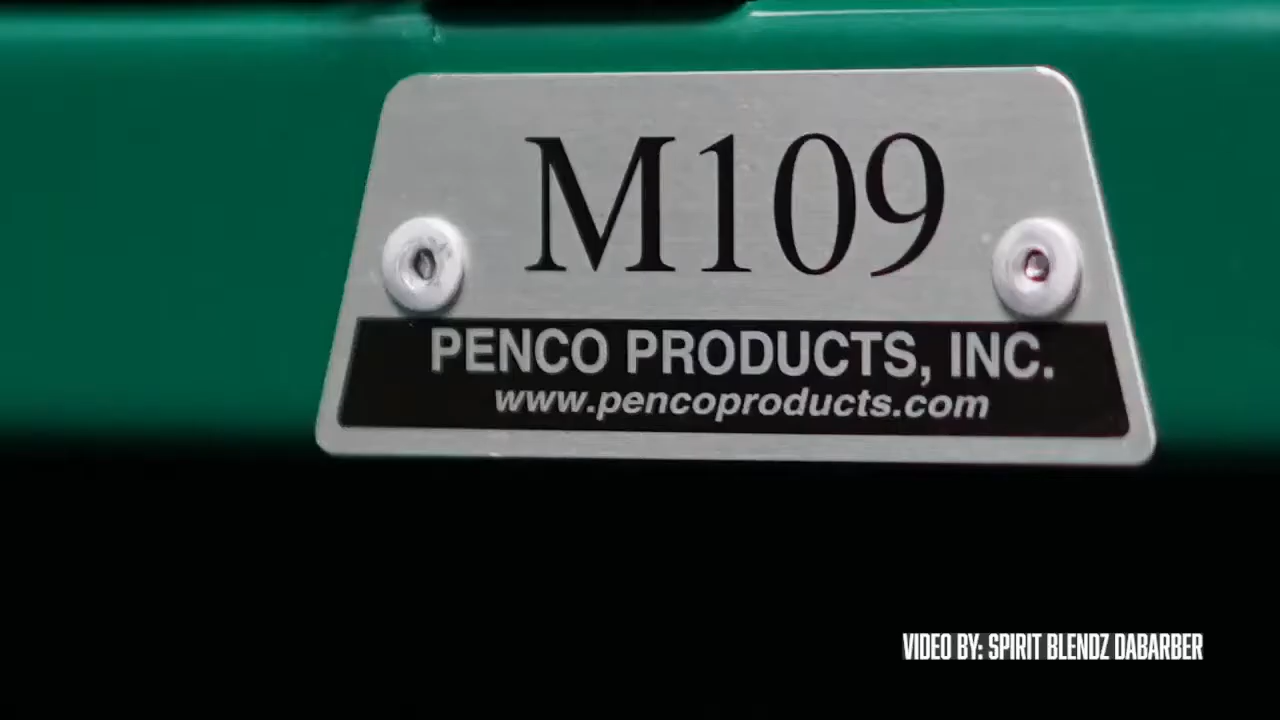 M109
PENCO PRODUCTS, INC.
www.pencoproducts.com
VIDEO BY: SPIRIT BLENDZ DABARBER